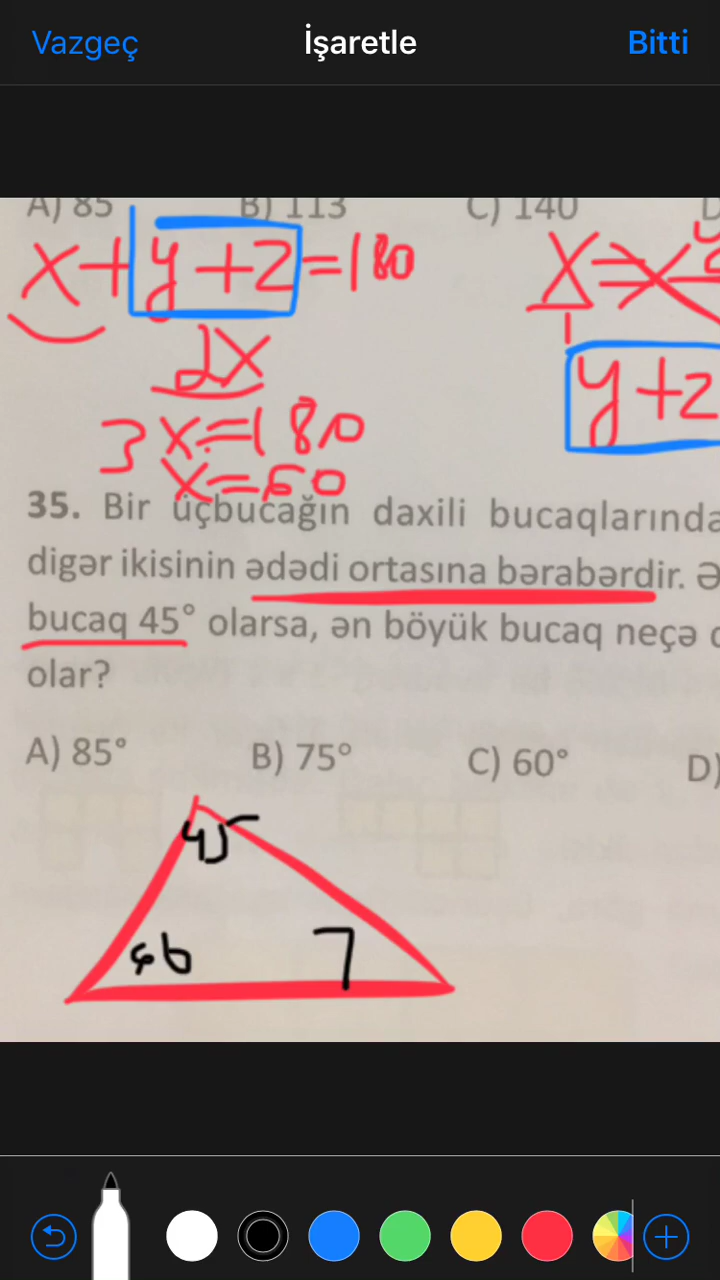 Vazgeç İşaretle Bitti
A) 85 B) 113 C) 140
x+y+z=180 x=
2x y+z
3x=180
x=60
35. Bir üçbucağın daxili bucaqlarında
digər ikisinin ədədi ortasına bərabərdir. Ə
bucaq 45° olarsa, ən böyük bucaq neçə
olar?
A) 85° B) 75° C) 60° D)
45
7